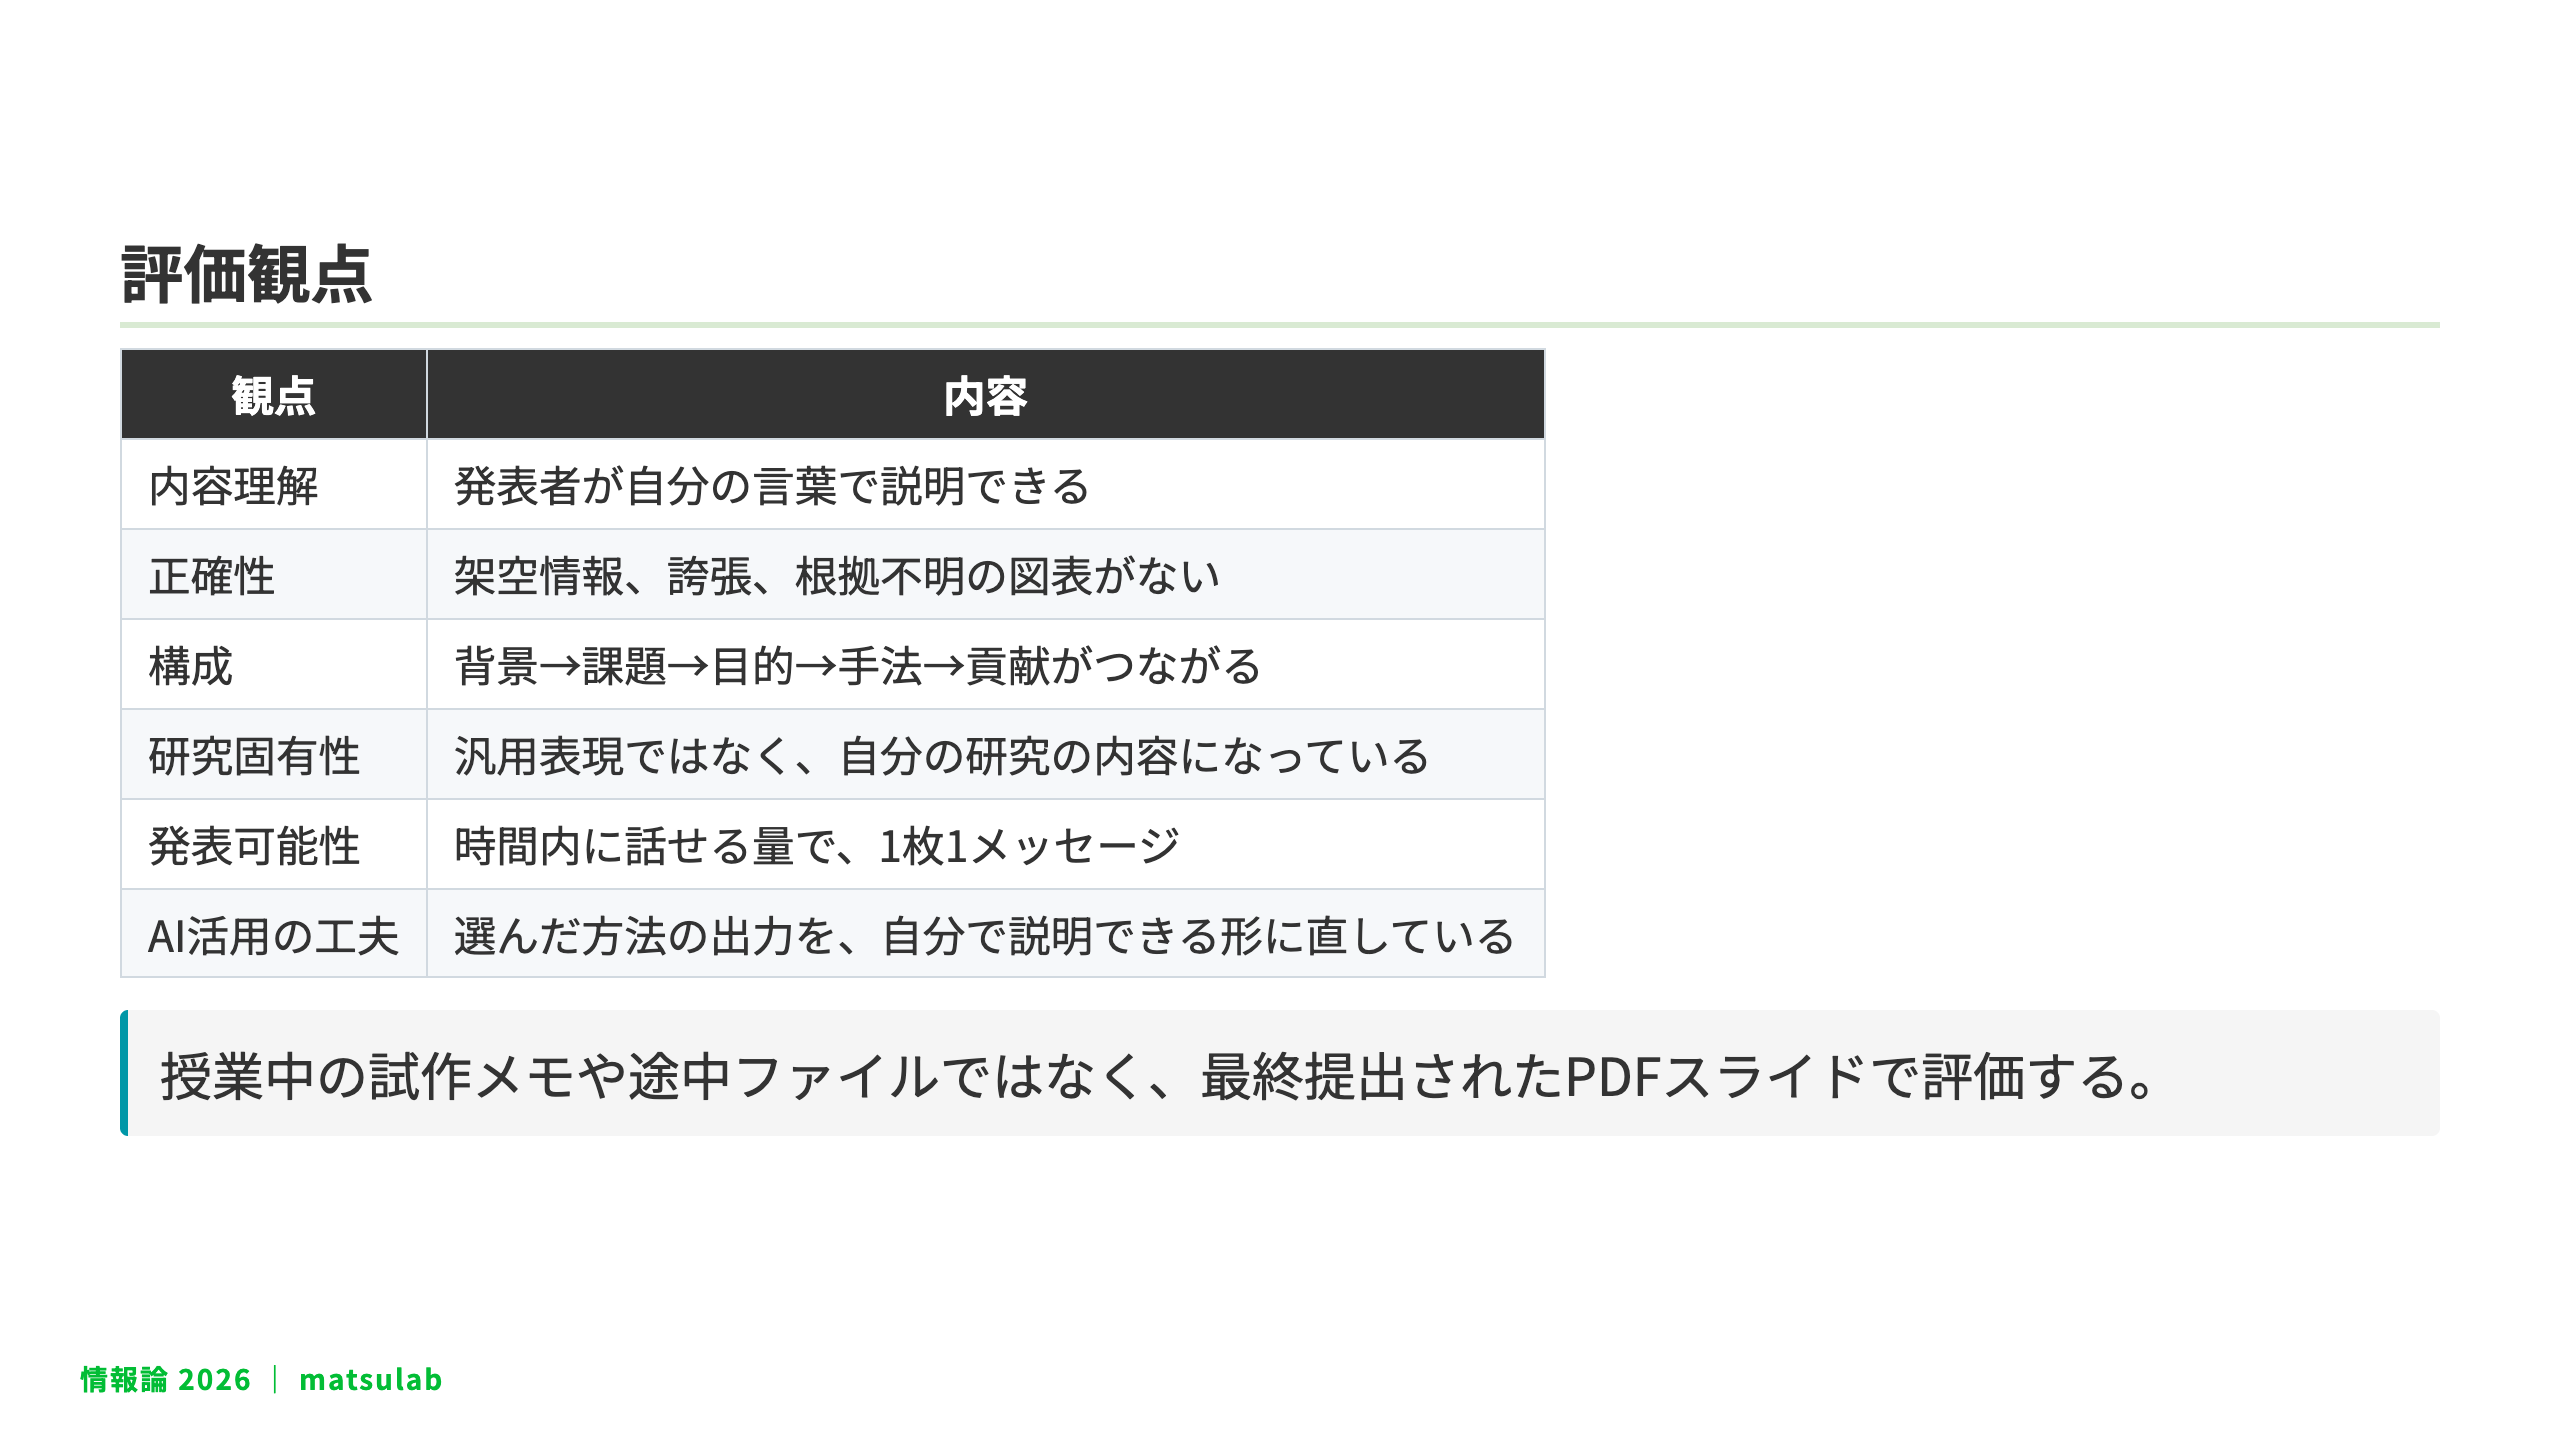 評価観点
観点 内容
内容理解 発表者が自分の言葉で説明できる
正確性 架空情報、誇張、根拠不明の図表がない
構成 背景→課題→目的→手法→貢献がつながる
研究固有性 汎用表現ではなく、自分の研究の内容になっている
発表可能性 時間内に話せる量で、1枚1メッセージ
AI活用の工夫 選んだ方法の出力を、自分で説明できる形に直している
授業中の試作メモや途中ファイルではなく、最終提出されたPDFスライドで評価する。
情報論 2026 ｜ matsulab